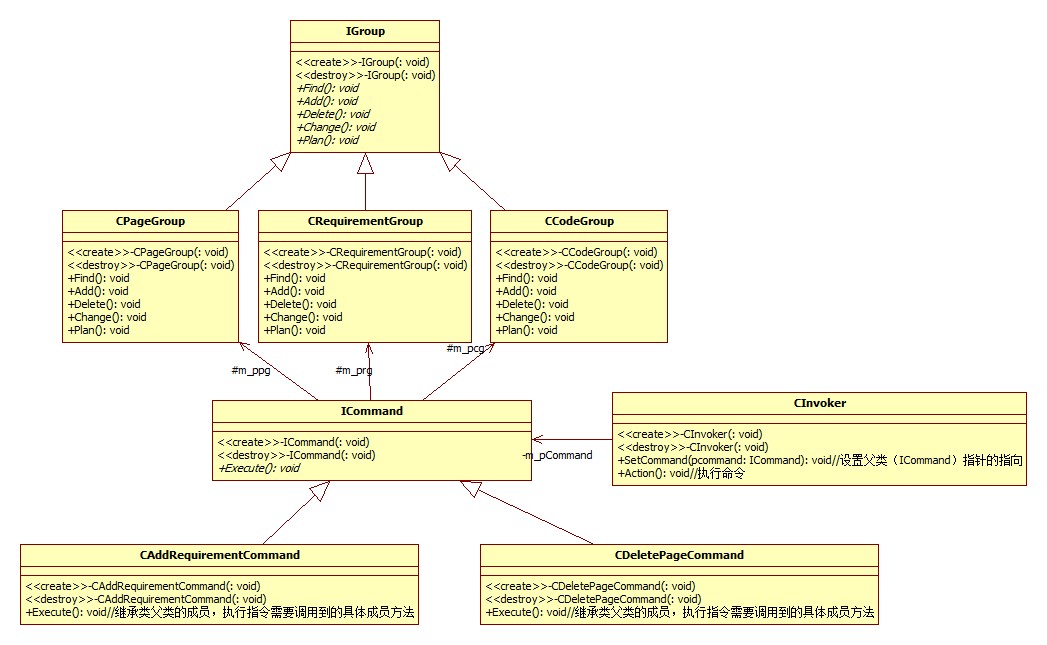 IGroup
<<create>>-IGroup(: void)
<<destroy>>-IGroup(: void)
+Find(): void
+Add(): void
+Delete(): void
+Change(): void
+Plan(): void
CPageGroup
<<create>>-CPageGroup(: void)
<<destroy>>-CPageGroup(: void)
+Find(): void
+Add(): void
+Delete(): void
+Change(): void
+Plan(): void
CRequirementGroup
<<create>>-CRequirementGroup(: void)
<<destroy>>-CRequirementGroup(: void)
+Find(): void
+Add(): void
+Delete(): void
+Change(): void
+Plan(): void
CCodeGroup
<<create>>-CCodeGroup(: void)
<<destroy>>-CCodeGroup(: void)
+Find(): void
+Add(): void
+Delete(): void
+Change(): void
+Plan(): void
#m_ppg
#m_prg
#m_pcg
ICommand
<<create>>-ICommand(: void)
<<destroy>>-ICommand(: void)
+Execute(): void
-m_pCommand
CInvoker
<<create>>-CInvoker(: void)
<<destroy>>-CInvoker(: void)
+SetCommand(pcommand: ICommand): void//设置父类（ICommand）指针的指向
+Action(): void//执行命令
CAddRequirementCommand
<<create>>-CAddRequirementCommand(: void)
<<destroy>>-CAddRequirementCommand(: void)
+Execute(): void//继承类父类的成员，执行指令需要调用到的具体成员方法
CDeletePageCommand
<<create>>-CDeletePageCommand(: void)
<<destroy>>-CDeletePageCommand(: void)
+Execute(): void//继承类父类的成员，执行指令需要调用到的具体成员方法